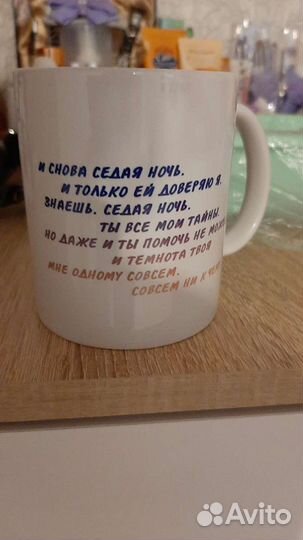 И СНОВА СЕДАЯ НОЧЬ.
И ТОЛЬКО ЕЙ ДОВЕРЯЮ Я.
ЗНАЕШЬ. СЕДАЯ НОЧЬ.
ТЫ ВСЕ МОИ ТАЙНЫ.
НО ДАЖЕ И ТЫ ПОМОЧЬ НЕ
И ТЕМНОТА ТВОЯ
МНЕ ОДНОМУ СОВСЕМ.
СОВСЕМ НИ К
Avito